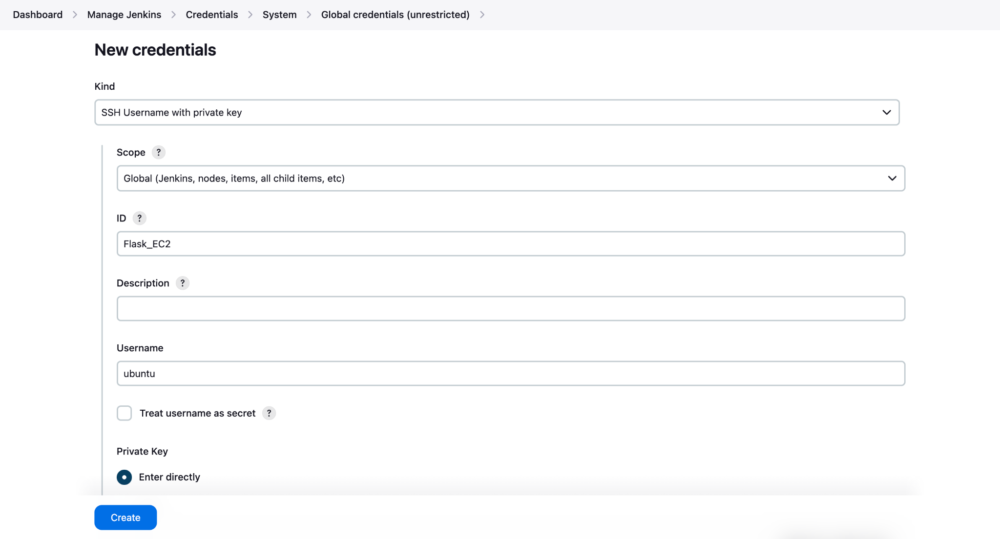 Dashboard > Manage Jenkins > Credentials > System > Global credentials (unrestricted) >
New credentials
Kind
SSH Username with private key
Scope ?
Global (Jenkins, nodes, items, all child items, etc)
ID ?
Flask_EC2
Description ?
Username
ubuntu
Treat username as secret ?
Private Key
Enter directly
Create